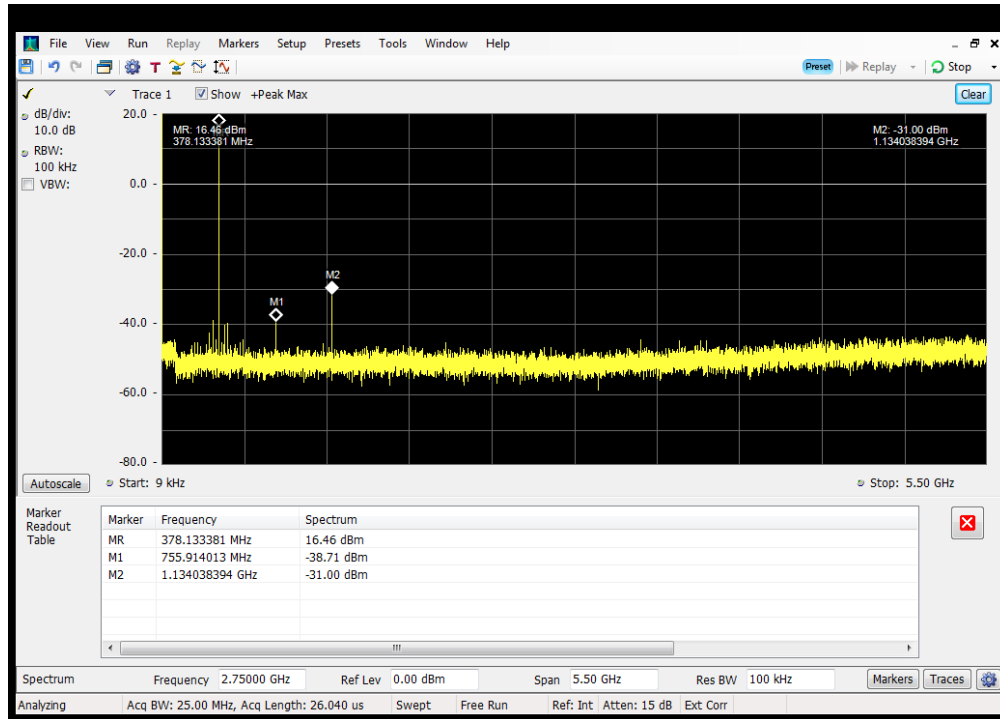 File View Run Replay Markers Setup Presets Tools Window Help
T Preset Replay Stop
Trace 1 Show +Peak Max Clear
dB/div:
10.0 dB
RBW:
100 kHz
VBW:
20.0
0.0
-20.0
-40.0
-60.0
-80.0
MR: 16.46 dBm
378.133381 MHz
M2: -31.00 dBm
1.134038394 GHz
M1
M2
Autoscale Start: 9 kHz Stop: 5.50 GHz
Marker
Readout
Table
Marker Frequency Spectrum
MR 378.133381 MHz 16.46 dBm
M1 755.914013 MHz -38.71 dBm
M2 1.134038394 GHz -31.00 dBm
Spectrum Frequency 2.75000 GHz Ref Lev 0.00 dBm Span 5.50 GHz Res BW 100 kHz Markers Traces
Analyzing Acq BW: 25.00 MHz, Acq Length: 26.040 us Swept Free Run Ref: Int Atten: 15 dB Ext Corr